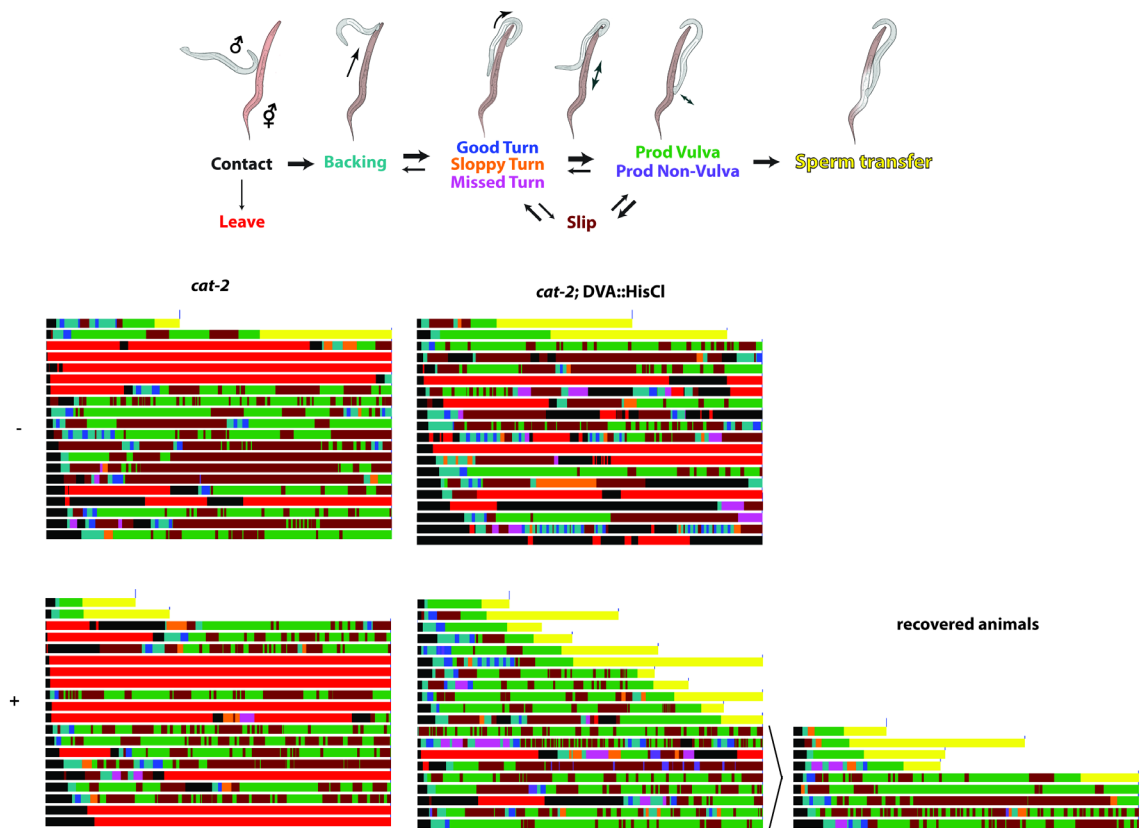 ♂
⚥
Contact
Backing
Good Turn
Sloppy Turn
Missed Turn
Prod Vulva
Prod Non-Vulva
Sperm transfer
Leave
Slip
cat-2
cat-2; DVA::HisCl
-
+
recovered animals